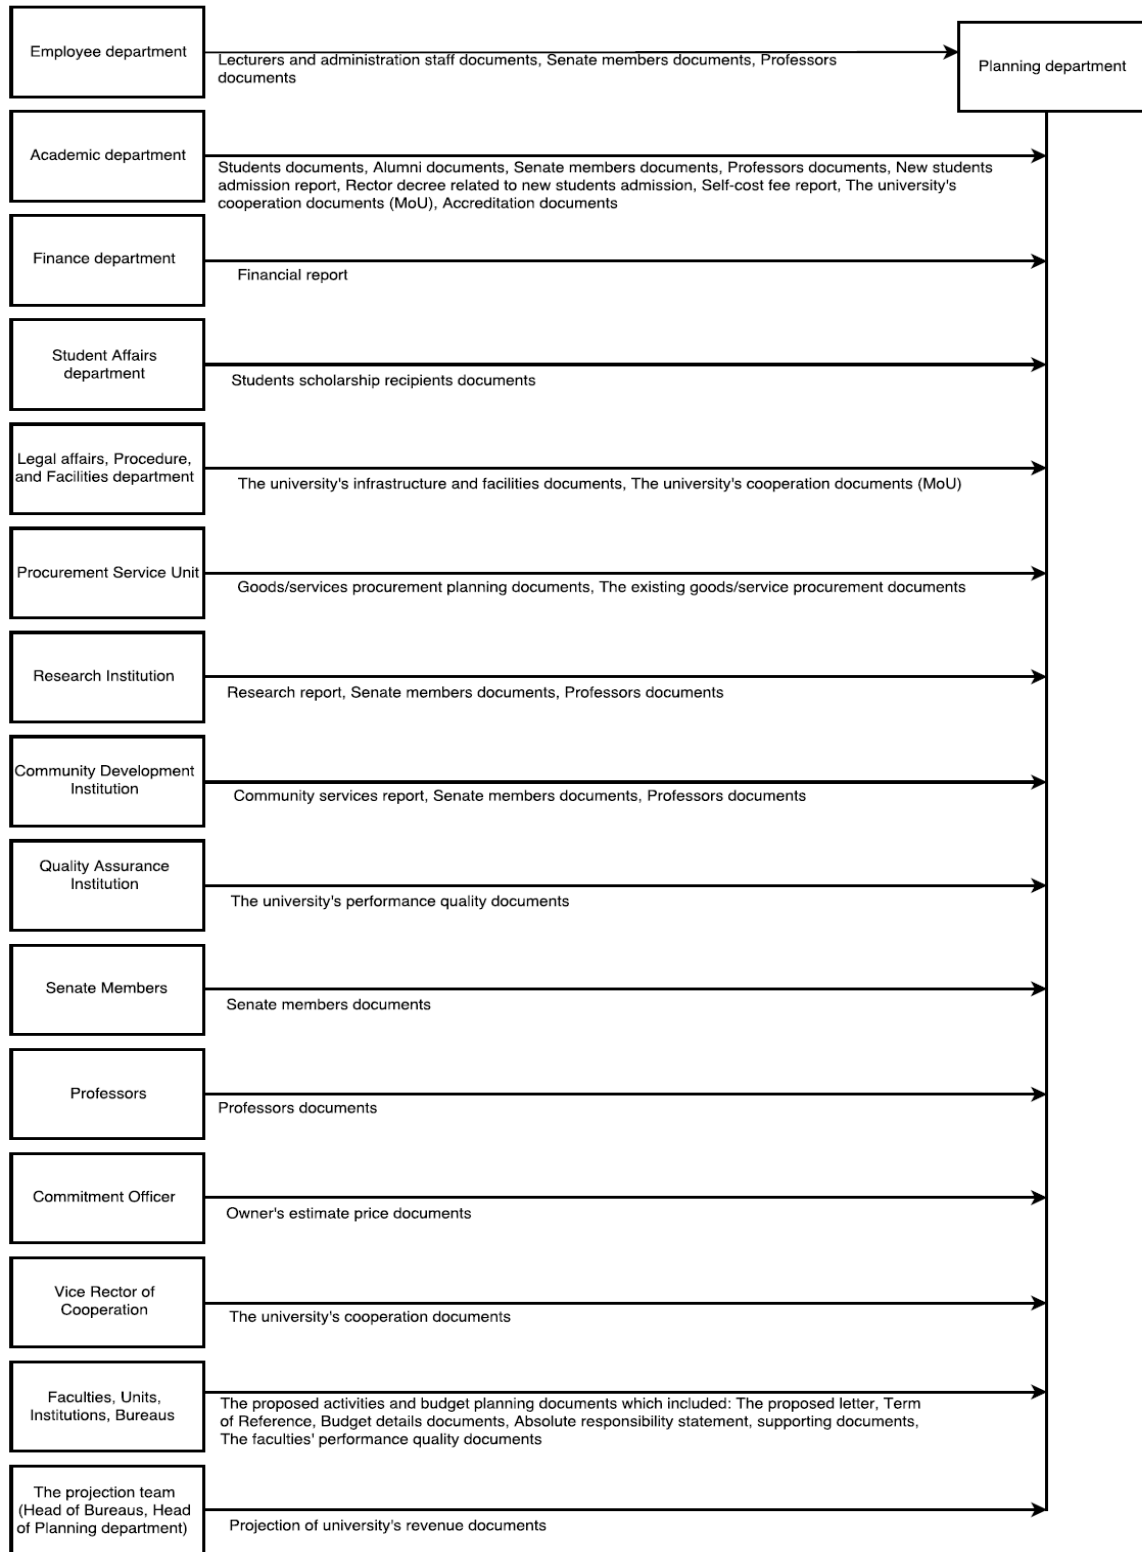 Employee department
Lecturers and administration staff documents, Senate members documents, Professors
documents
Planning department
Academic department
Students documents, Alumni documents, Senate members documents, Professors documents, New students
admission report, Rector decree related to new students admission, Self-cost fee report, The university's
cooperation documents (MoU), Accreditation documents
Finance department
Financial report
Student Affairs
department
Students scholarship recipients documents
Legal affairs, Procedure,
and Facilities department
The university's infrastructure and facilities documents, The university's cooperation documents (MoU)
Procurement Service Unit
Goods/services procurement planning documents, The existing goods/service procurement documents
Research Institution
Research report, Senate members documents, Professors documents
Community Development
Institution
Community services report, Senate members documents, Professors documents
Quality Assurance
Institution
The university's performance quality documents
Senate Members
Senate members documents
Professors
Professors documents
Commitment Officer
Owner's estimate price documents
Vice Rector of
Cooperation
The university's cooperation documents
Faculties, Units,
Institutions, Bureaus
The proposed activities and budget planning documents which included: The proposed letter, Term
of Reference, Budget details documents, Absolute responsibility statement, supporting documents,
The faculties' performance quality documents
The projection team
(Head of Bureaus, Head
of Planning department)
Projection of university's revenue documents